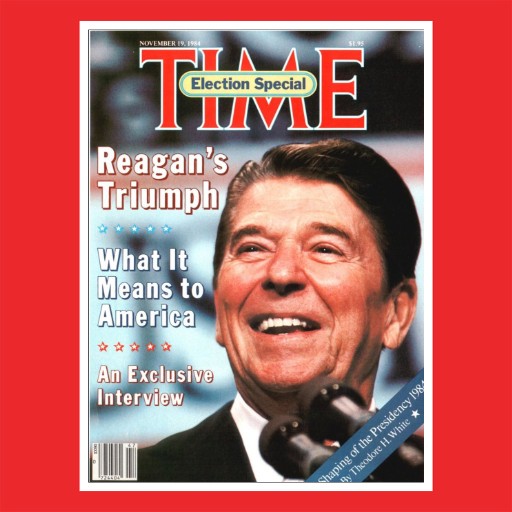 NOVEMBER 19, 1984 $1.95
TIME
Election Special
Reagan's
Triumph
What It
Means to
America
An Exclusive
Interview
Shaping of the Presidency 1984
By Theodore H. White
47